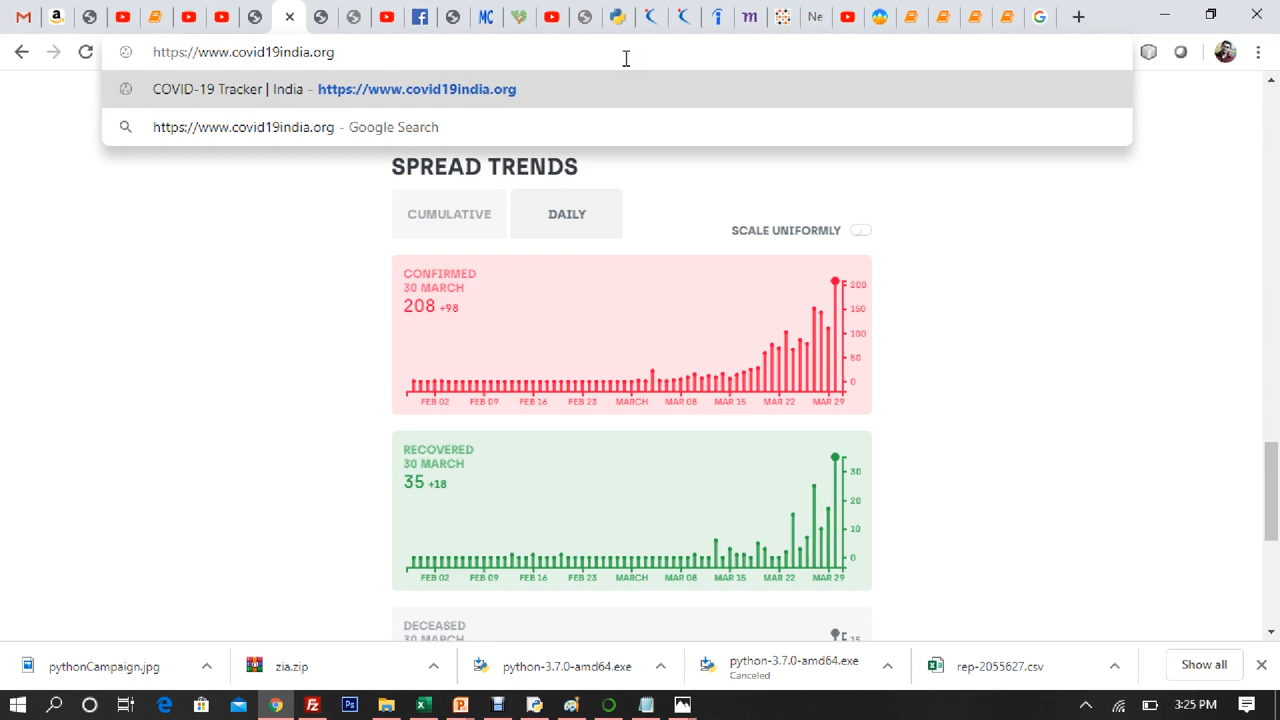 MC
Ne
https://www.covid19india.org
COVID-19 Tracker | India - https://www.covid19india.org
https://www.covid19india.org - Google Search
SPREAD TRENDS
CUMULATIVE
DAILY
SCALE UNIFORMLY
CONFIRMED
30 MARCH
208 +98
200
150
100
50
0
FEB 02
FEB 09
FEB 16
FEB 23
MARCH
MAR 08
MAR 15
MAR 22
MAR 29
RECOVERED
30 MARCH
35 +18
30
20
10
0
FEB 02
FEB 09
FEB 16
FEB 23
MARCH
MAR 08
MAR 15
MAR 22
MAR 29
DECEASED
30 MARCH
15
pythonCampaign.jpg
zia.zip
python-3.7.0-amd64.exe
python-3.7.0-amd64.exe
Canceled
rep-2055627.csv
Show all
3:25 PM